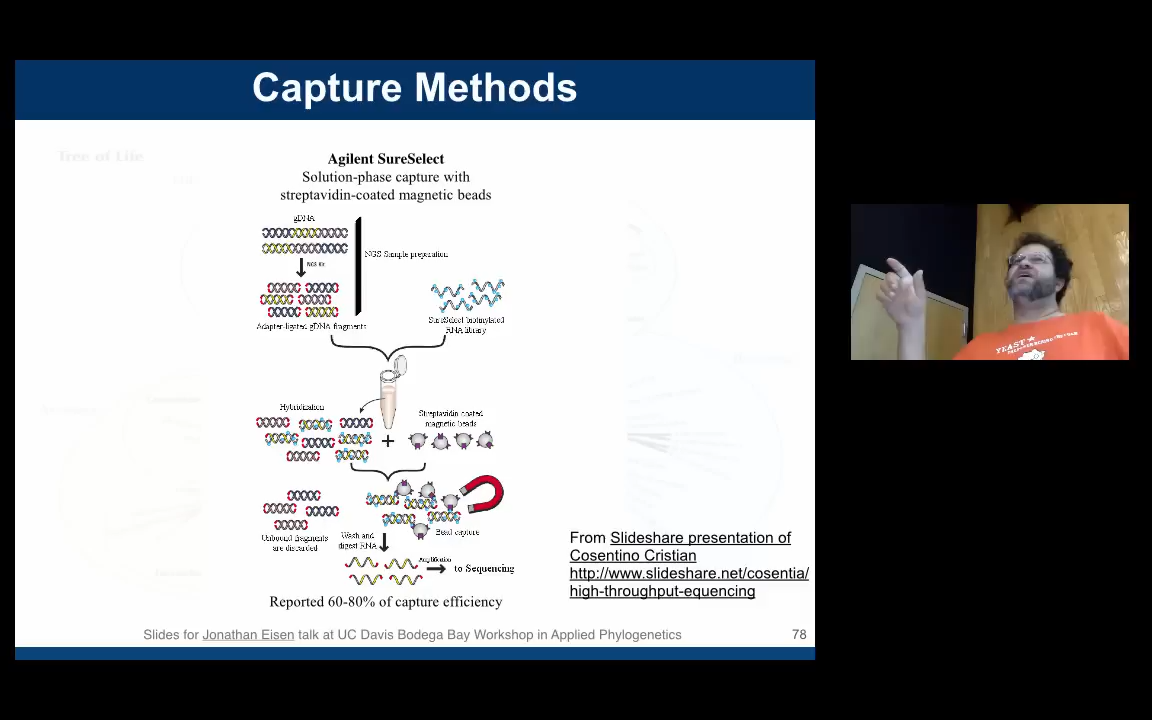 Capture Methods
Tree of Life
Agilent SureSelect
Solution-phase capture with
streptavidin-coated magnetic beads
gDNA
NGS Kit
NGS Sample preparation
Adapter-ligated gDNA fragments
SureSelect biotinylated
RNA library
Hybridization
Streptavidin coated
magnetic beads
+
Unbound fragments
are discarded
Wash and
digest RNA
Bead capture
Amplification
to Sequencing
Reported 60-80% of capture efficiency
From Slideshare presentation of
Cosentino Cristian
http://www.slideshare.net/cosentia/
high-throughput-equencing
Slides for Jonathan Eisen talk at UC Davis Bodega Bay Workshop in Applied Phylogenetics
78
YEAST